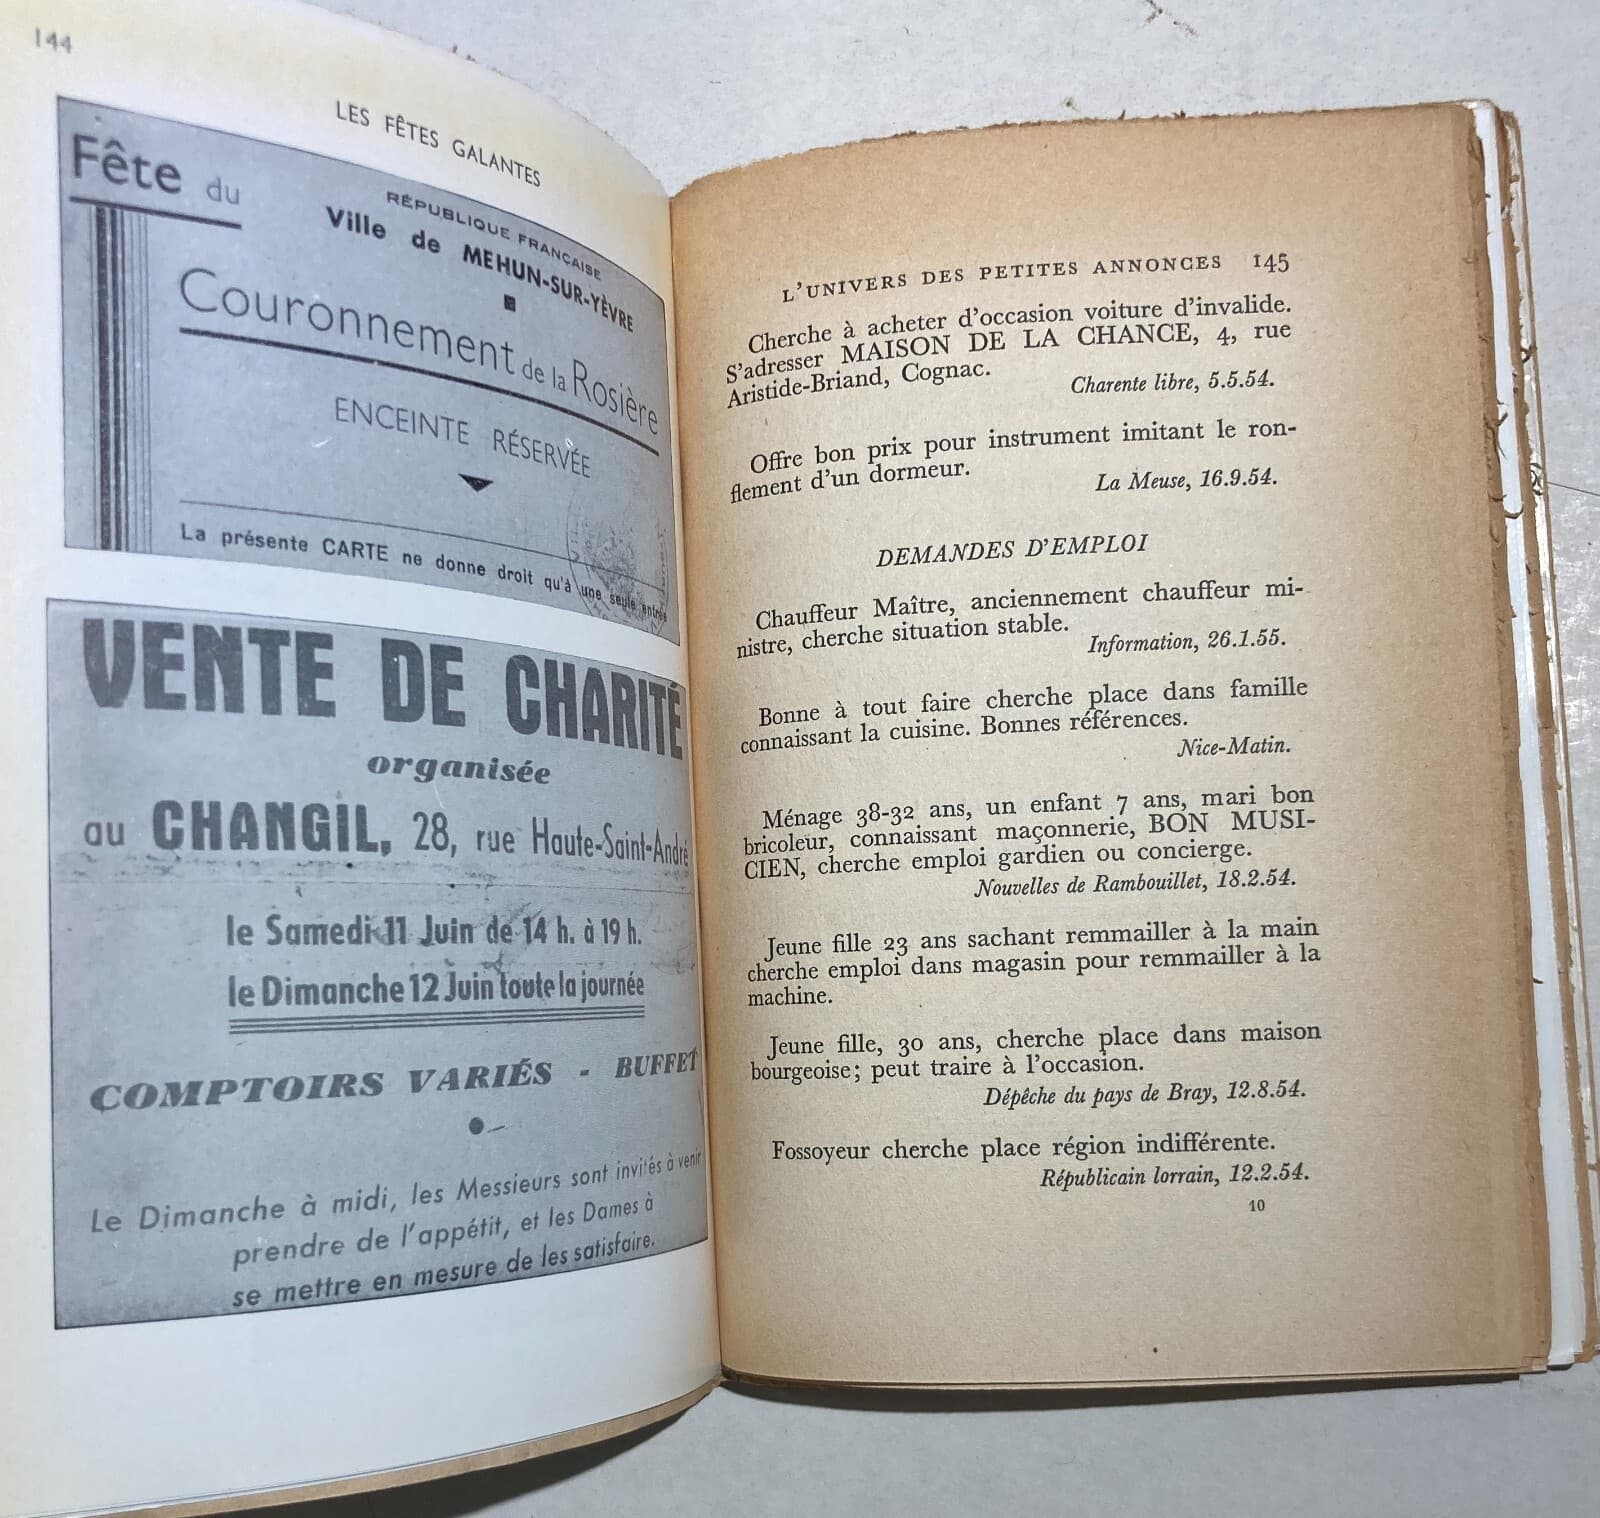 144
LES FÊTES GALANTES
Fête du
RÉPUBLIQUE FRANÇAISE
Ville de MEHUN-SUR-YÈVRE
Couronnement de la Rosière
ENCEINTE RÉSERVÉE
La présente CARTE ne donne droit qu'à une seule entrée
VENTE DE CHARITÉ
organisée
au CHANGIL, 28, rue Haute-Saint-André
le Samedi 11 Juin de 14 h. à 19 h.
le Dimanche 12 Juin toute la journée
COMPTOIRS VARIÉS - BUFFET
Le Dimanche à midi, les Messieurs sont invités à venir
prendre de l'appétit, et les Dames à
se mettre en mesure de les satisfaire.
L'UNIVERS DES PETITES ANNONCES 145
Cherche à acheter d'occasion voiture d'invalide.
S'adresser MAISON DE LA CHANCE, 4, rue
Aristide-Briand, Cognac.
Charente libre, 5.5.54.
Offre bon prix pour instrument imitant le ron-
flement d'un dormeur.
La Meuse, 16.9.54.
DEMANDES D'EMPLOI
Chauffeur Maître, anciennement chauffeur mi-
nistre, cherche situation stable.
Information, 26.1.55.
Bonne à tout faire cherche place dans famille
connaissant la cuisine. Bonnes références.
Nice-Matin.
Ménage 38-32 ans, un enfant 7 ans, mari bon
bricoleur, connaissant maçonnerie, BON MUSI-
CIEN, cherche emploi gardien ou concierge.
Nouvelles de Rambouillet, 18.2.54.
Jeune fille 23 ans sachant remmailler à la main
cherche emploi dans magasin pour remmailler à la
machine.
Jeune fille, 30 ans, cherche place dans maison
bourgeoise; peut traire à l'occasion.
Dépêche du pays de Bray, 12.8.54.
Fossoyeur cherche place région indifférente.
Républicain lorrain, 12.2.54.
10